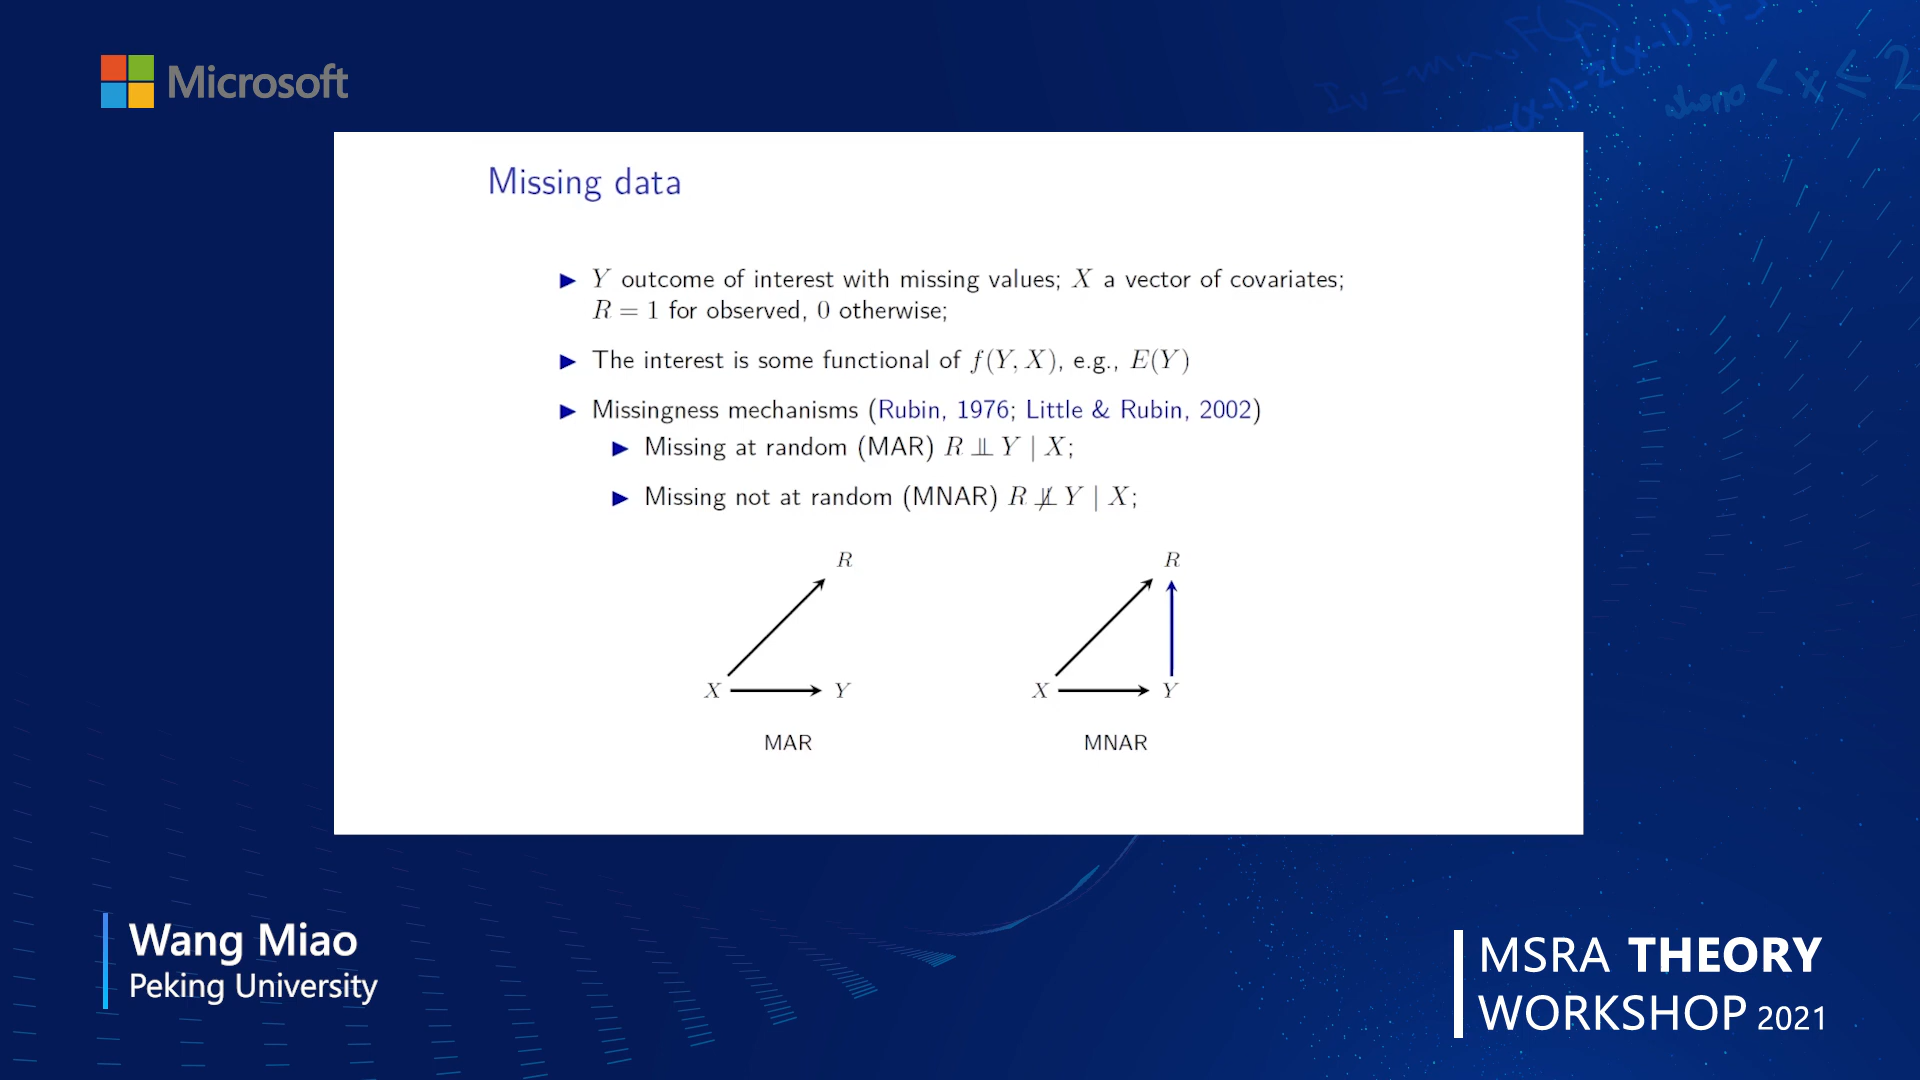 Microsoft
Missing data
▶ Y outcome of interest with missing values; X a vector of covariates;
R = 1 for observed, 0 otherwise;
▶ The interest is some functional of f(Y, X), e.g., E(Y)
▶ Missingness mechanisms (Rubin, 1976; Little & Rubin, 2002)
▶ Missing at random (MAR) R ⫫ Y | X;
▶ Missing not at random (MNAR) R ⫫̸ Y | X;
R
R
X Y
X Y
MAR
MNAR
Wang Miao
Peking University
MSRA THEORY
WORKSHOP 2021